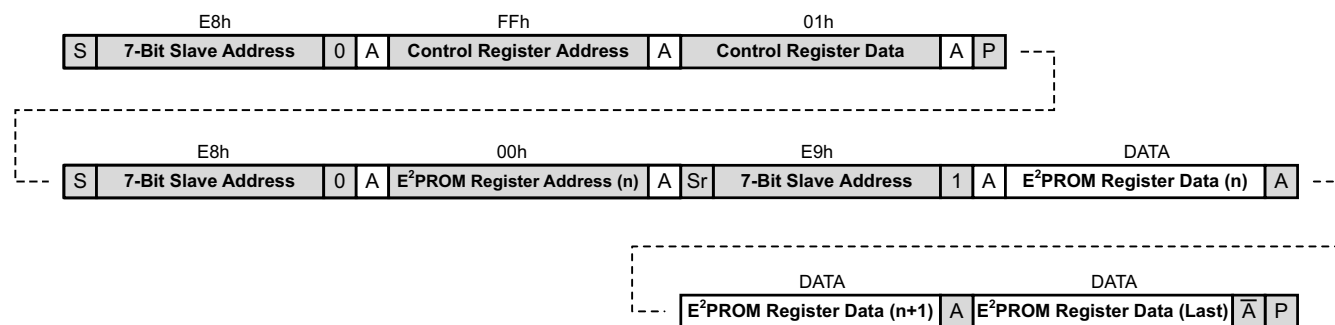 E8h FFh 01h
S 7-Bit Slave Address 0 A Control Register Address A Control Register Data A P
E8h 00h E9h DATA
S 7-Bit Slave Address 0 A E²PROM Register Address (n) A Sr 7-Bit Slave Address 1 A E²PROM Register Data (n) A
DATA DATA
E²PROM Register Data (n+1) A E²PROM Register Data (Last) A̅ P